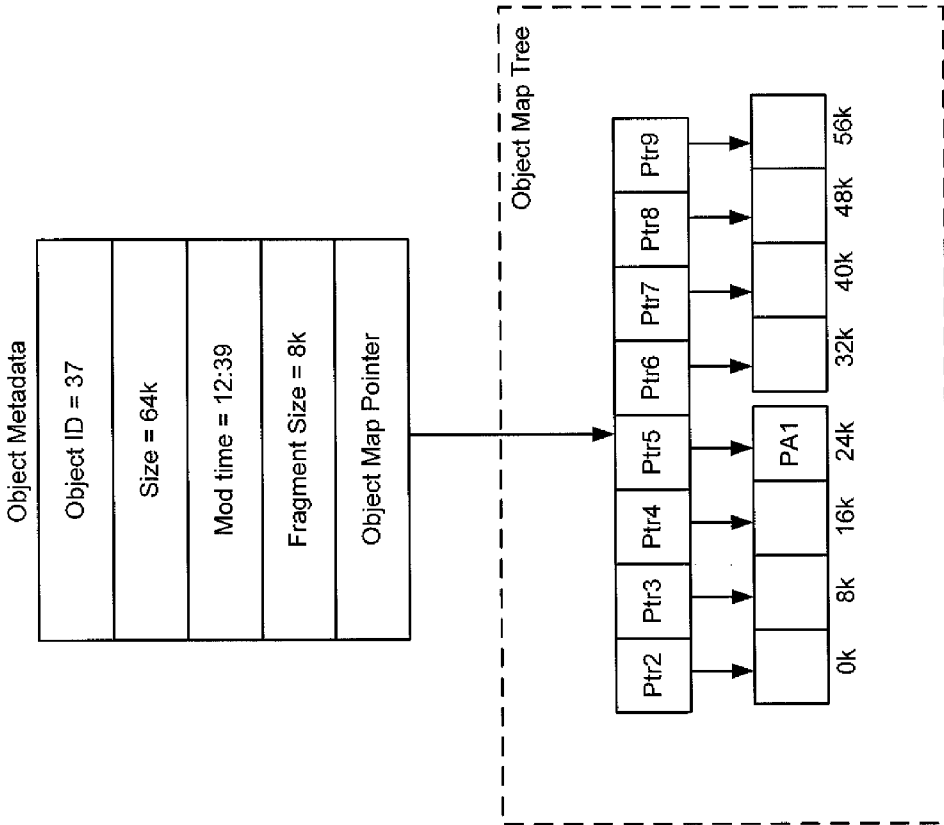 Object Metadata
Object ID = 37
Size = 64k
Mod time = 12:39
Fragment Size = 8k
Object Map Pointer
Object Map Tree
Ptr2 Ptr3 Ptr4 Ptr5 Ptr6 Ptr7 Ptr8 Ptr9
PA1
0k 8k 16k 24k 32k 40k 48k 56k